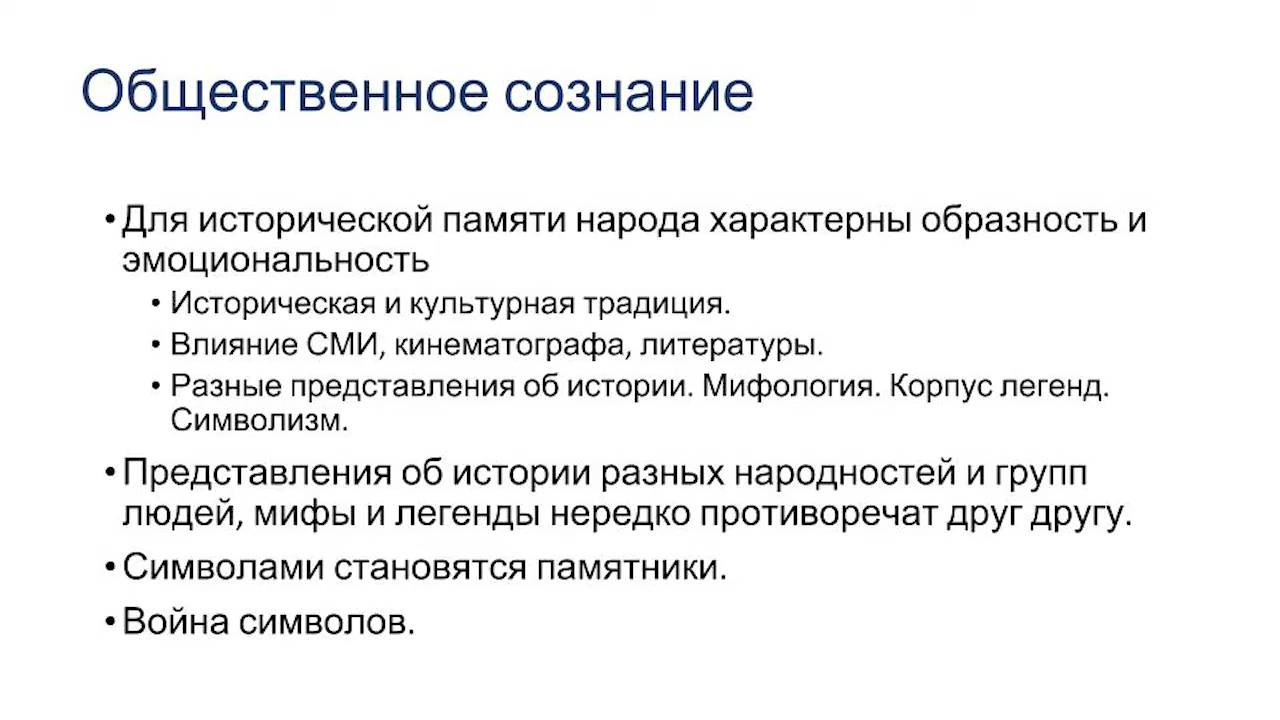 Общественное сознание
• Для исторической памяти народа характерны образность и
эмоциональность
• Историческая и культурная традиция.
• Влияние СМИ, кинематографа, литературы.
• Разные представления об истории. Мифология. Корпус легенд.
Символизм.
• Представления об истории разных народностей и групп
людей, мифы и легенды нередко противоречат друг другу.
• Символами становятся памятники.
• Война символов.